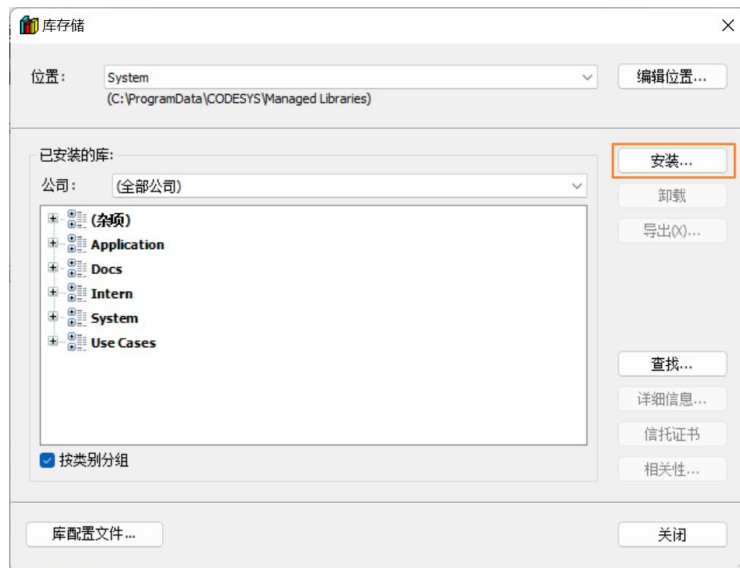 库存储
位置：
System
编辑位置...
(C:\ProgramData\CODESYS\Managed Libraries)
已安装的库:
安装...
公司：
(全部公司)
卸载
导出(X)...
(杂项)
Application
Docs
Intern
System
Use Cases
查找...
详细信息...
信托证书
相关性...
按类别分组
库配置文件...
关闭